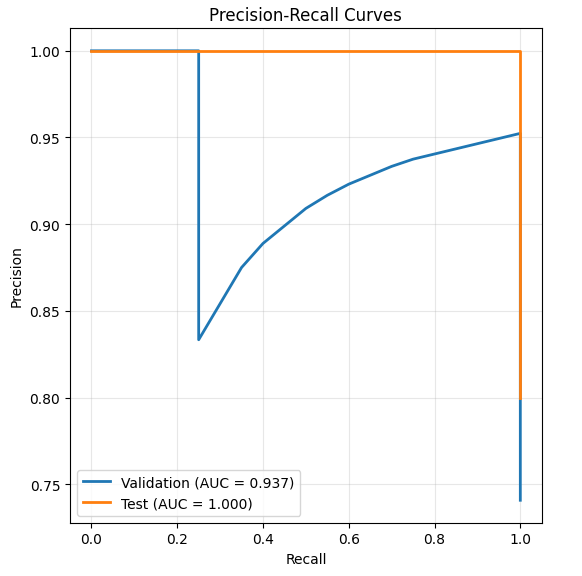 Precision-Recall Curves
1.00
0.95
0.90
0.85
0.80
0.75
Precision
Validation (AUC = 0.937)
Test (AUC = 1.000)
0.0 0.2 0.4 0.6 0.8 1.0
Recall